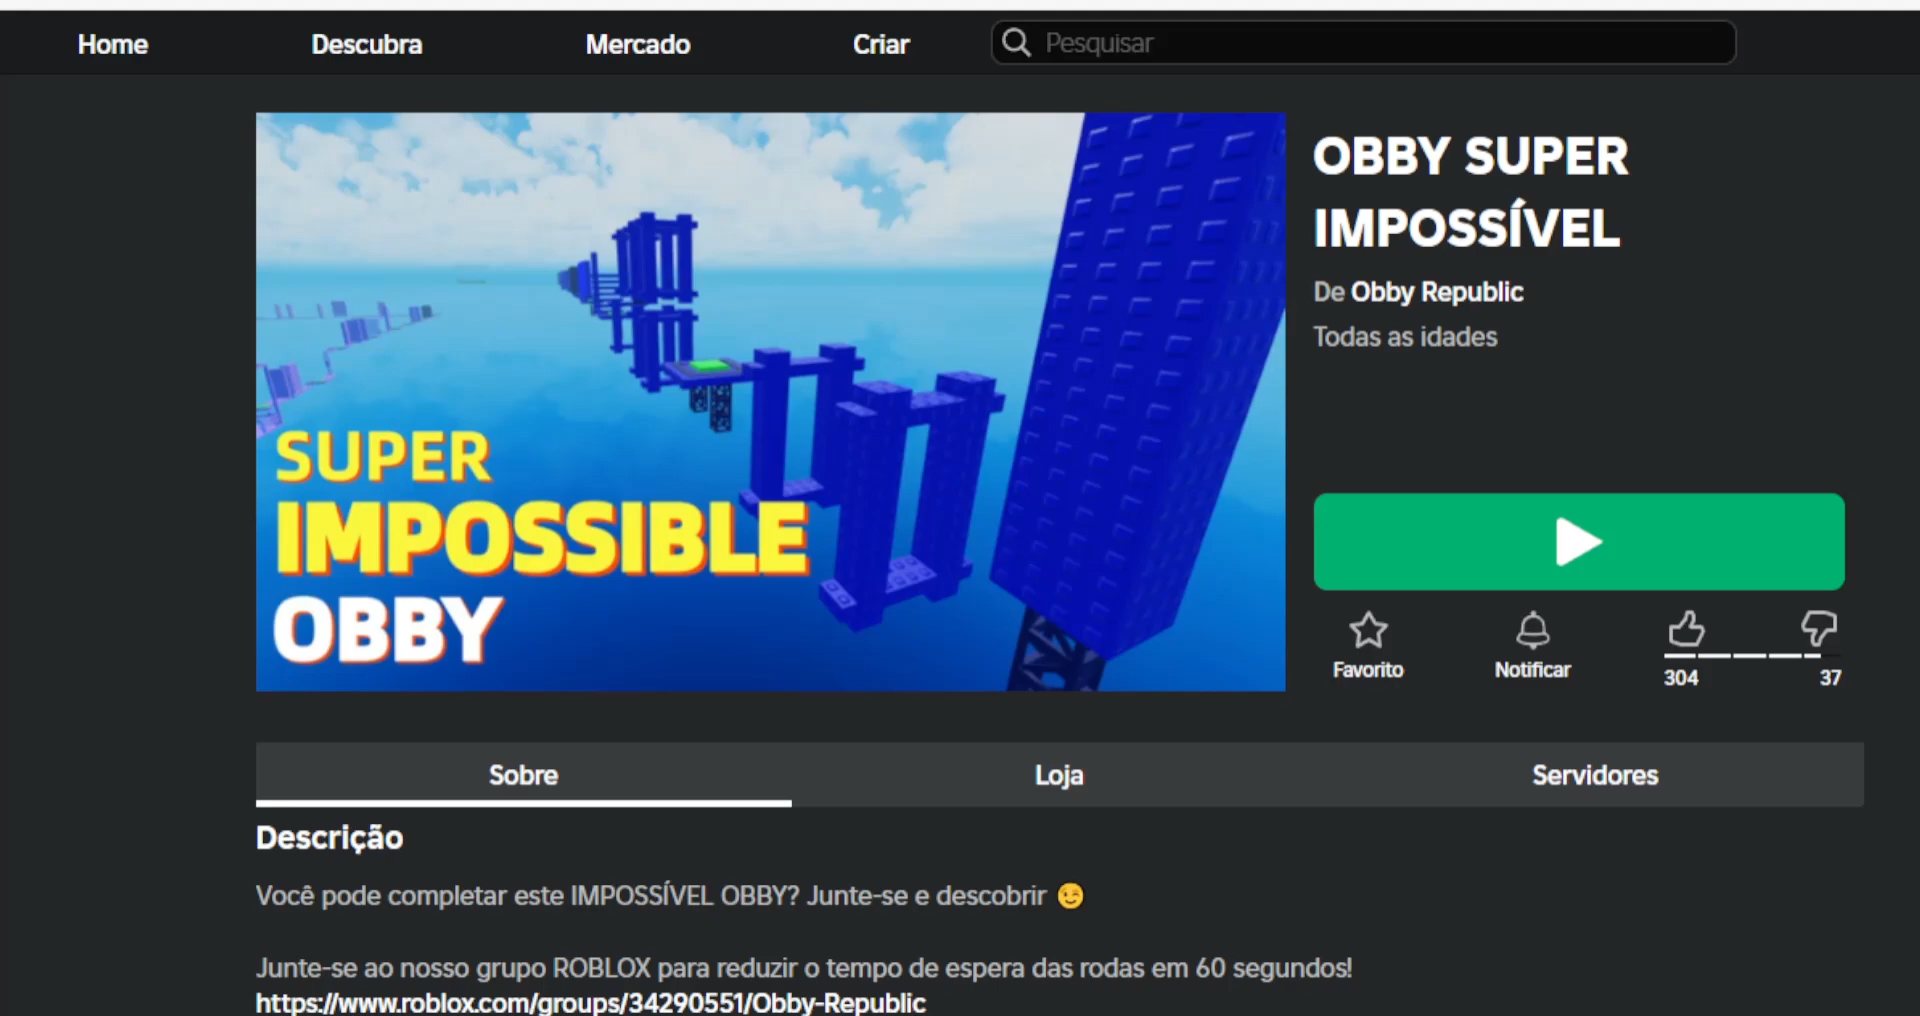 Home Descubra Mercado Criar Pesquisar
SUPER
IMPOSSIBLE
OBBY
OBBY SUPER
IMPOSSÍVEL
De Obby Republic
Todas as idades
Favorito Notificar 304 37
Sobre Loja Servidores
Descrição
Você pode completar este IMPOSSÍVEL OBBY? Junte-se e descobrir 😉
Junte-se ao nosso grupo ROBLOX para reduzir o tempo de espera das rodas em 60 segundos!
https://www.roblox.com/groups/34290551/Obby-Republic